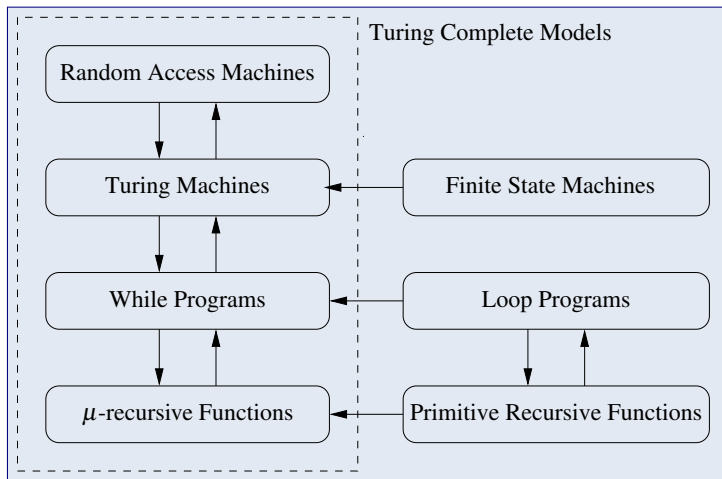 Turing Complete Models
Random Access Machines
Turing Machines
Finite State Machines
While Programs
Loop Programs
μ-recursive Functions
Primitive Recursive Functions